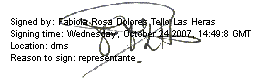 Signed by: Fabiola Rosa Dolores Tello Las Heras
Signing time: Wednesday, October 24 2007, 14:49:8 GMT
Location: dms
Reason to sign: representante